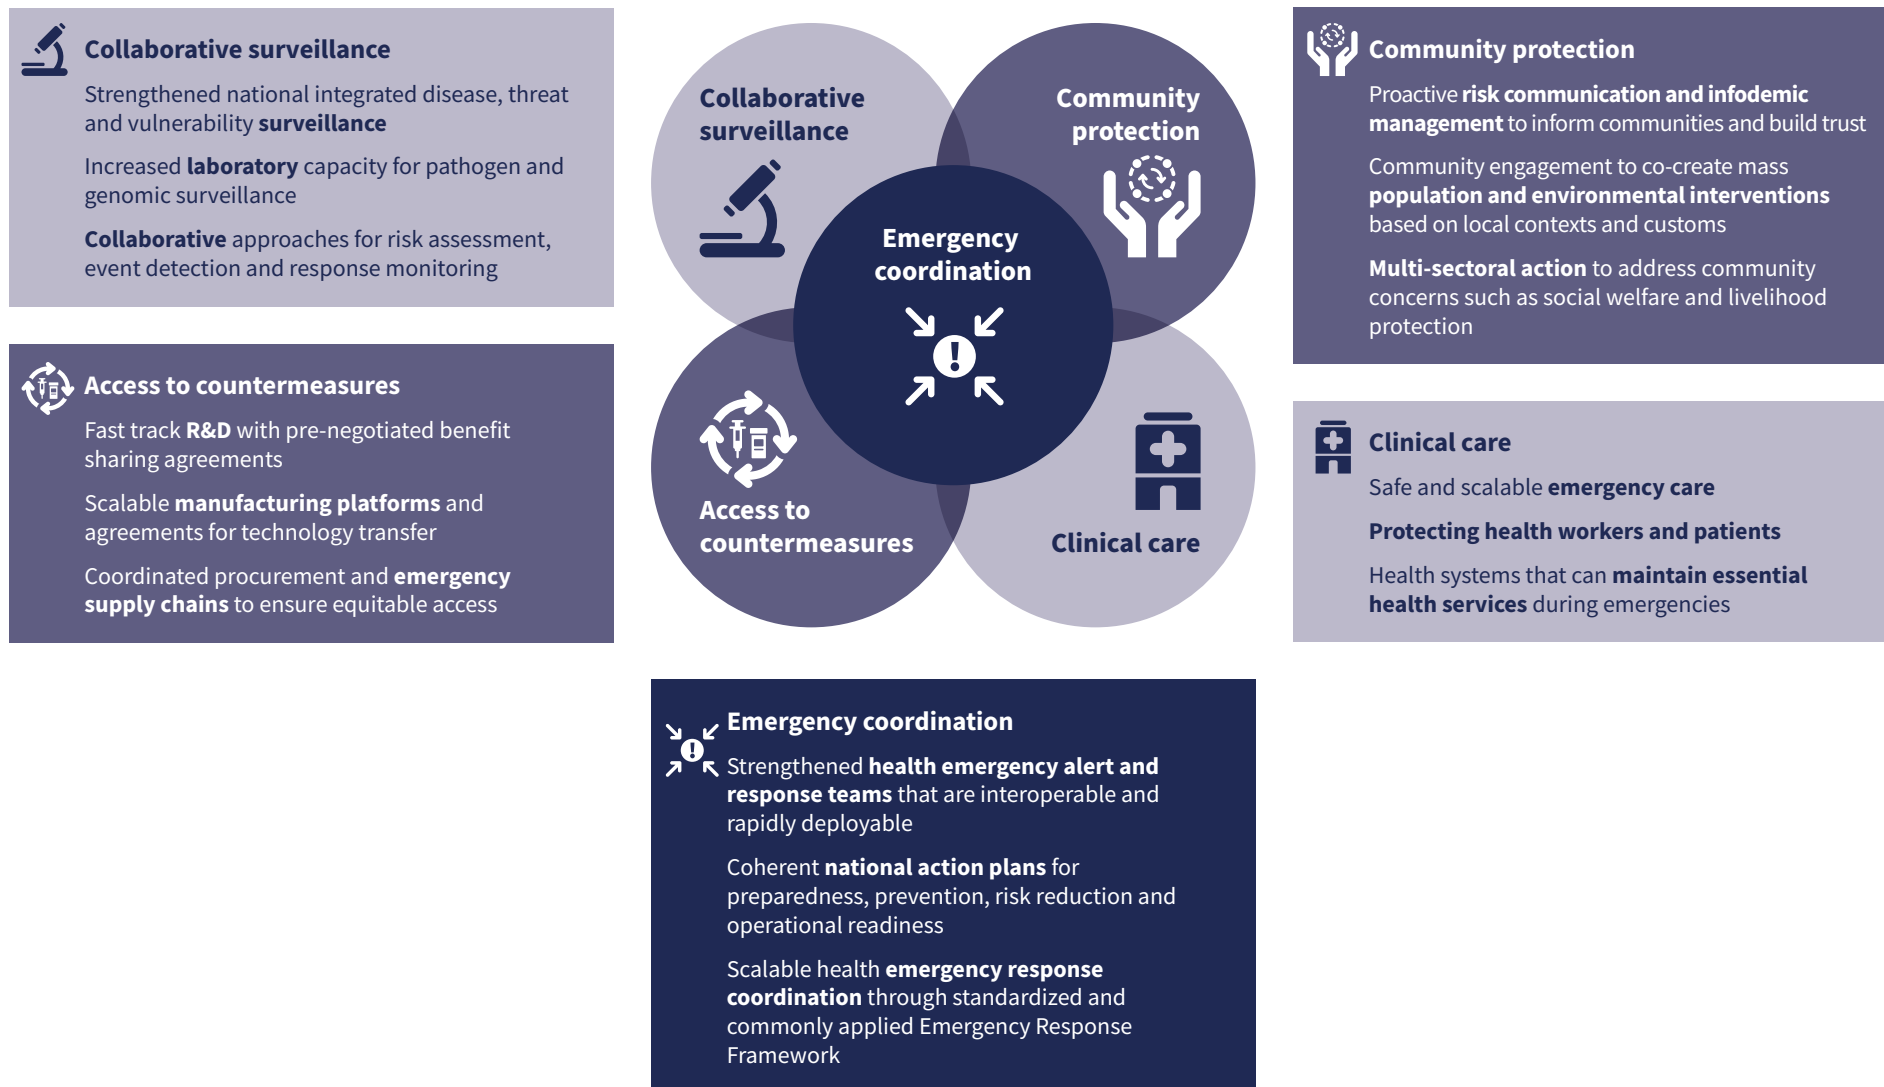 Collaborative surveillance
Strengthened national integrated disease, threat
and vulnerability surveillance
Increased laboratory capacity for pathogen and
genomic surveillance
Collaborative approaches for risk assessment,
event detection and response monitoring
Access to countermeasures
Fast track R&D with pre-negotiated benefit
sharing agreements
Scalable manufacturing platforms and
agreements for technology transfer
Coordinated procurement and emergency
supply chains to ensure equitable access
Collaborative
surveillance
Community
protection
Emergency
coordination
!
Access to
countermeasures
Clinical care
Community protection
Proactive risk communication and infodemic
management to inform communities and build trust
Community engagement to co-create mass
population and environmental interventions
based on local contexts and customs
Multi-sectoral action to address community
concerns such as social welfare and livelihood
protection
Clinical care
Safe and scalable emergency care
Protecting health workers and patients
Health systems that can maintain essential
health services during emergencies
!
Emergency coordination
Strengthened health emergency alert and
response teams that are interoperable and
rapidly deployable
Coherent national action plans for
preparedness, prevention, risk reduction and
operational readiness
Scalable health emergency response
coordination through standardized and
commonly applied Emergency Response
Framework